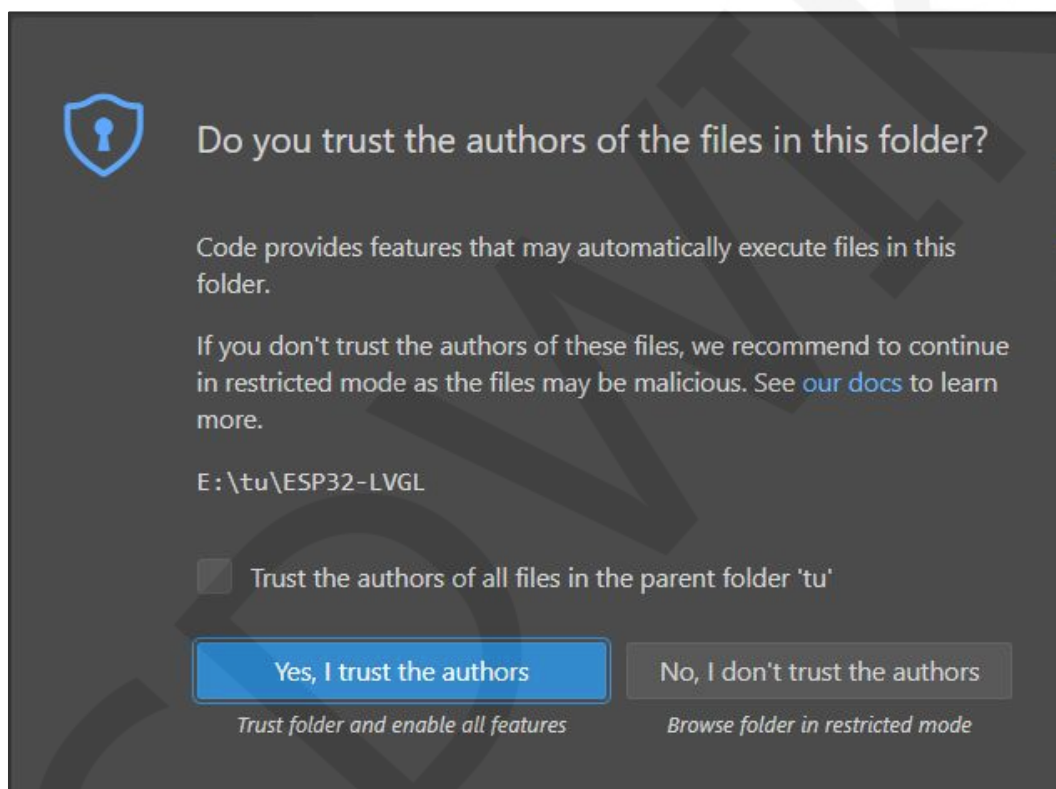 Do you trust the authors of the files in this folder?
Code provides features that may automatically execute files in this
folder.
If you don't trust the authors of these files, we recommend to continue
in restricted mode as the files may be malicious. See our docs to learn
more.
E:\tu\ESP32-LVGL
Trust the authors of all files in the parent folder 'tu'
Yes, I trust the authors
No, I don't trust the authors
Trust folder and enable all features
Browse folder in restricted mode